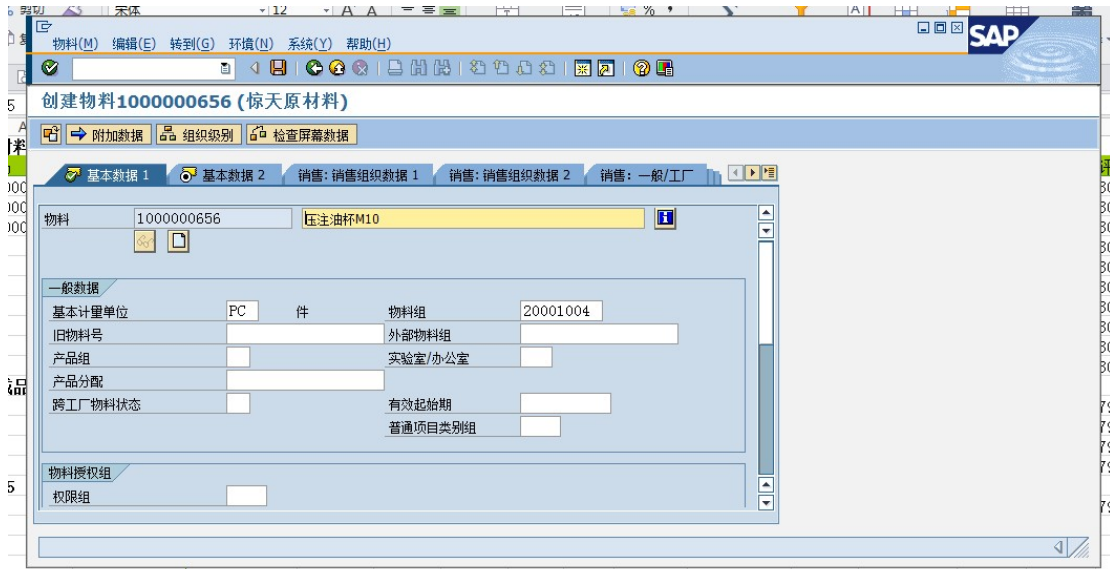 剪切 宋体 12 A A % A
物料(M) 编辑(E) 转到(G) 环境(N) 系统(Y) 帮助(H)
SAP
创建物料1000000656 (惊天原材料)
附加数据 组织级别 检查屏幕数据
基本数据 1 基本数据 2 销售: 销售组织数据 1 销售: 销售组织数据 2 销售: 一般/工厂
物料 1000000656 压注油杯M10
一般数据
基本计量单位 PC 件 物料组 20001004
旧物料号 外部物料组
产品组 实验室/办公室
产品分配
跨工厂物料状态 有效起始期
普通项目类别组
物料授权组
权限组